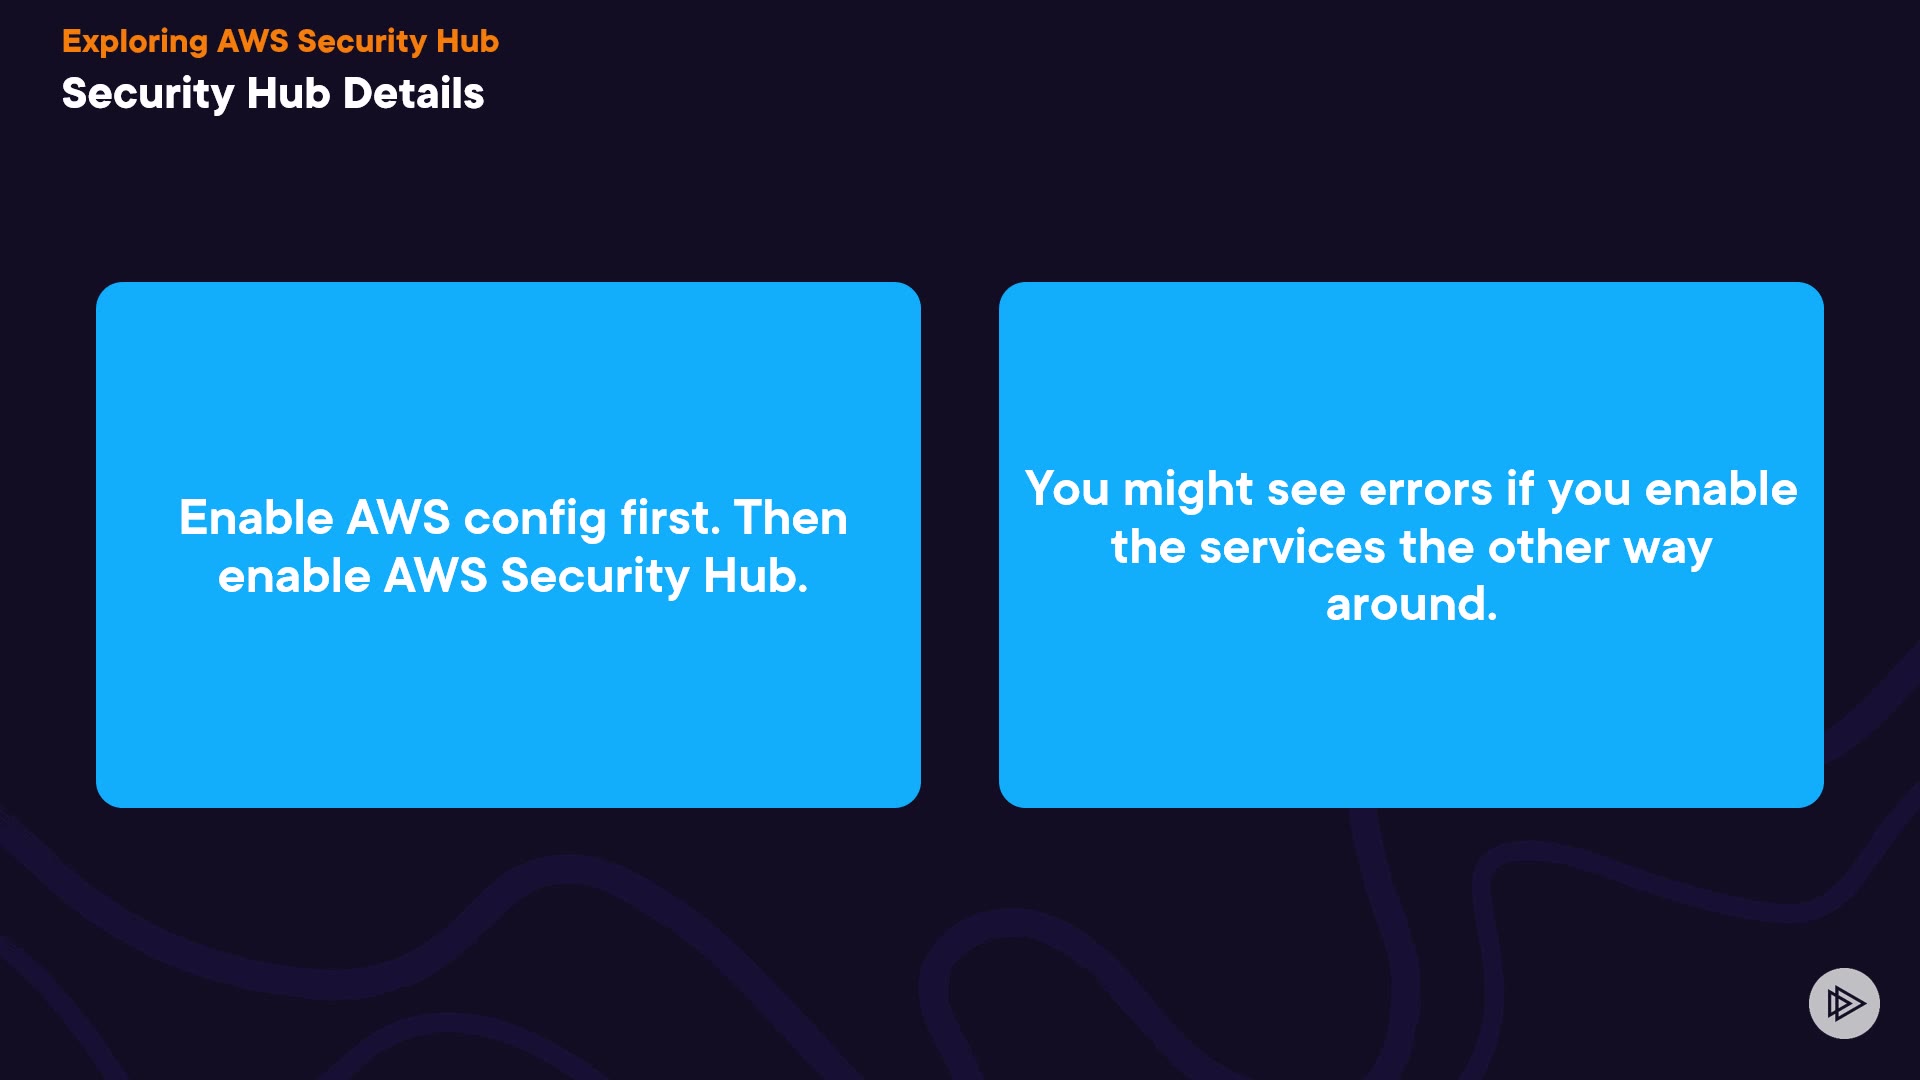 Exploring AWS Security Hub
Security Hub Details
Enable AWS config first. Then
enable AWS Security Hub.
You might see errors if you enable
the services the other way
around.